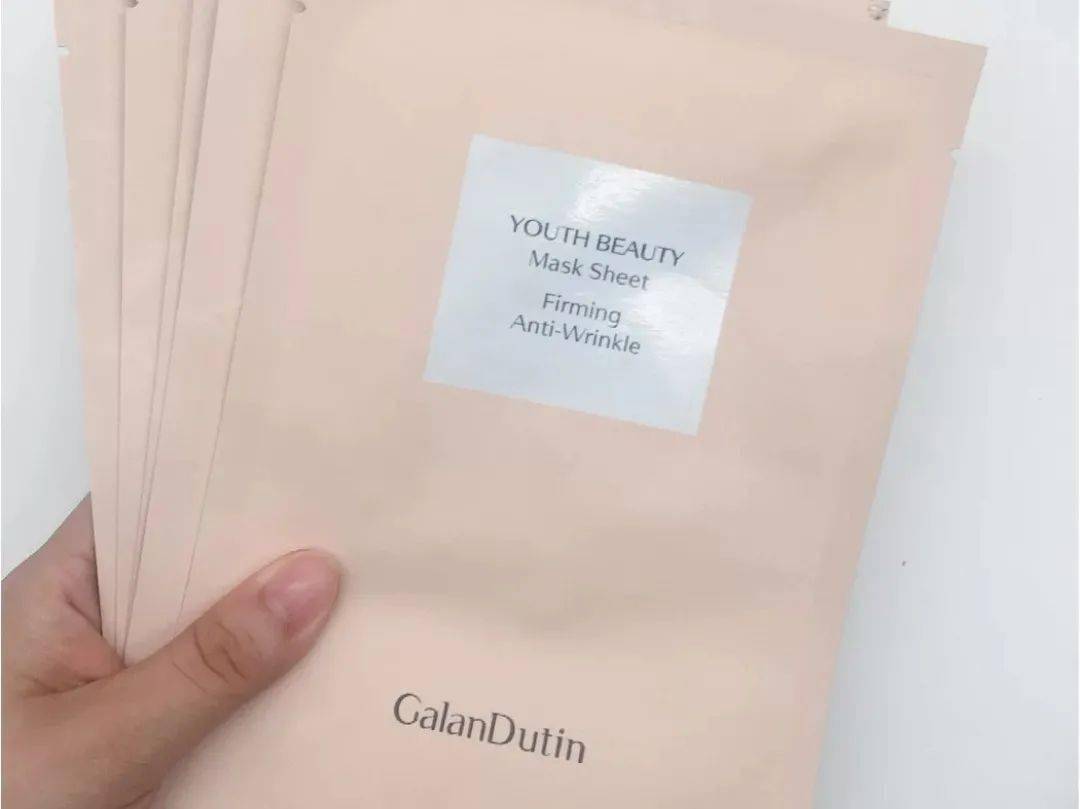 YOUTH BEAUTY
Mask Sheet
Firming
Anti-Wrinkle
GalanDutin